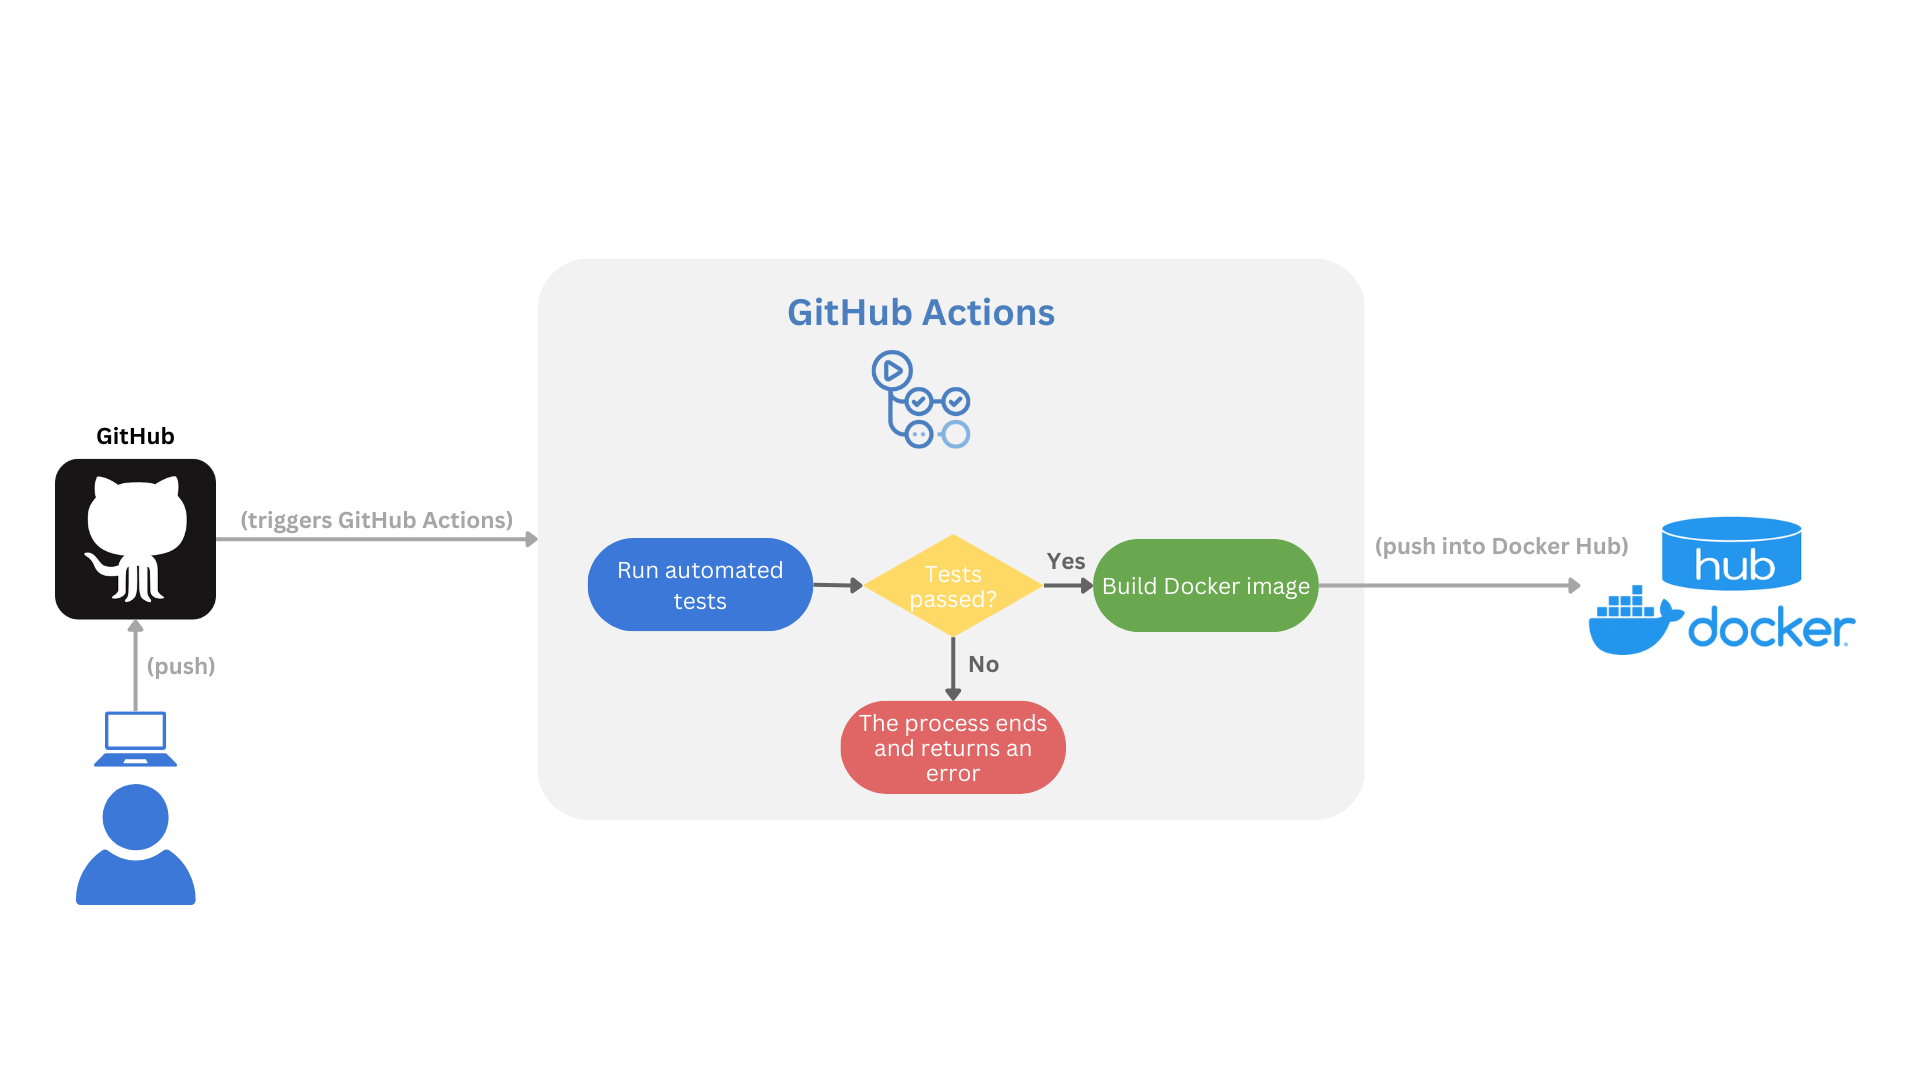 GitHub Actions
GitHub
(triggers GitHub Actions)
(push)
Run automated
tests
Tests
passed?
Yes
No
Build Docker image
The process ends
and returns an
error
(push into Docker Hub)
hub
docker